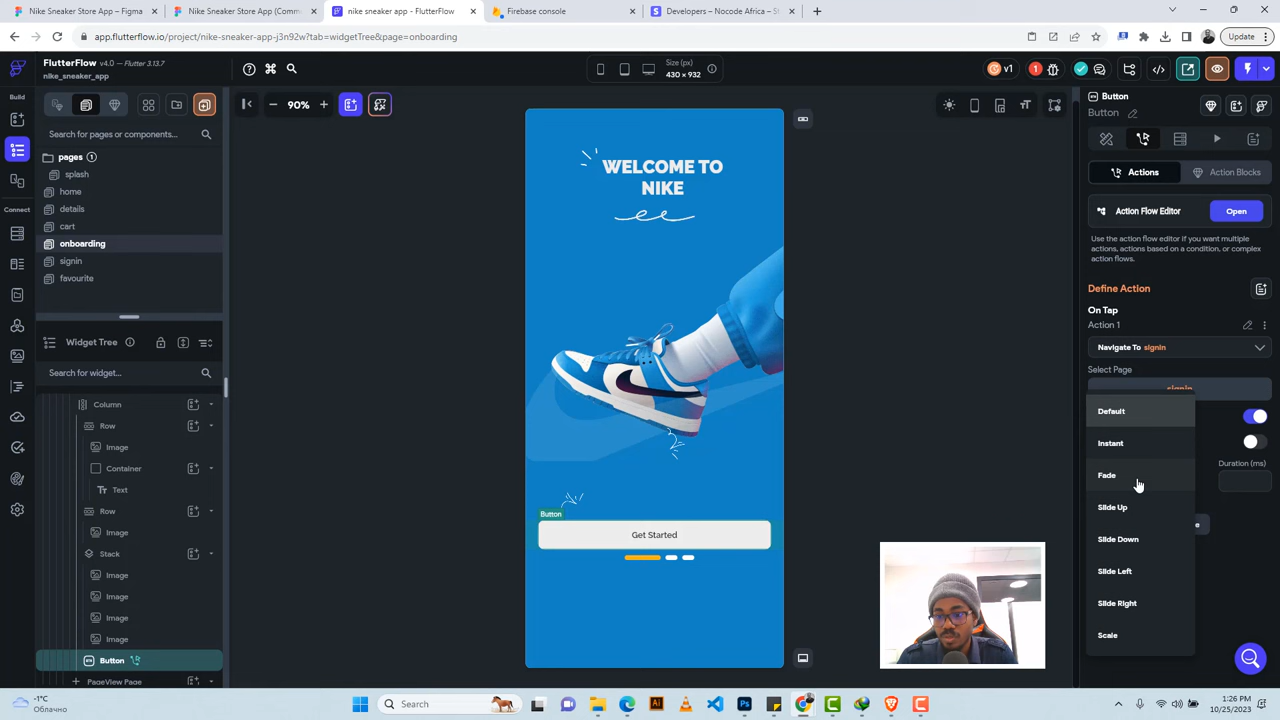 Nike Sneaker Store App - Figma
Nike Sneaker Store App (Comm
nike sneaker app - FlutterFlow
Firebase console
Developers – Nocode Africa – St
app.flutterflow.io/project/nike-sneaker-app-j3n92w?tab=widgetTree&page=onboarding
Update
FlutterFlow v4.0 - Flutter 3.13.7
nike_sneaker_app
Size (px)
430 × 932
v1
1
Build
90%
Search for pages or components...
pages 1
splash
home
details
cart
onboarding
signin
favourite
Connect
Widget Tree
Search for widget...
Column
Row
Image
Container
Text
Row
Image
Stack
Image
Image
Image
Image
Button
PageView Page
WELCOME TO
NIKE
Button
Get Started
Button
Button
Actions
Action Blocks
Action Flow Editor
Open
Use the action flow editor if you want multiple
actions, actions based on a condition, or complex
action flows.
Define Action
On Tap
Action 1
Navigate To signin
Select Page
signin
Default
Instant
Fade
Slide Up
Slide Down
Slide Left
Slide Right
Scale
Duration (ms)
-1°C
Облачно
Search
1:26 PM
10/25/2023